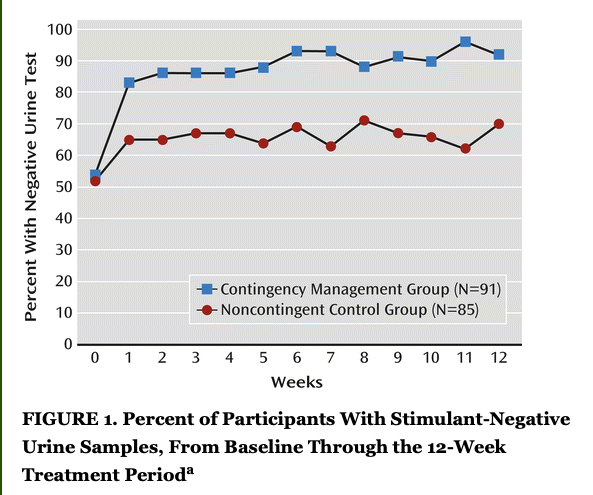 Percent With Negative Urine Test
100
90
80
70
60
50
40
30
20
10
0
Contingency Management Group (N=91)
Noncontingent Control Group (N=85)
0 1 2 3 4 5 6 7 8 9 10 11 12
Weeks
FIGURE 1. Percent of Participants With Stimulant-Negative
Urine Samples, From Baseline Through the 12-Week
Treatment Periodᵃ